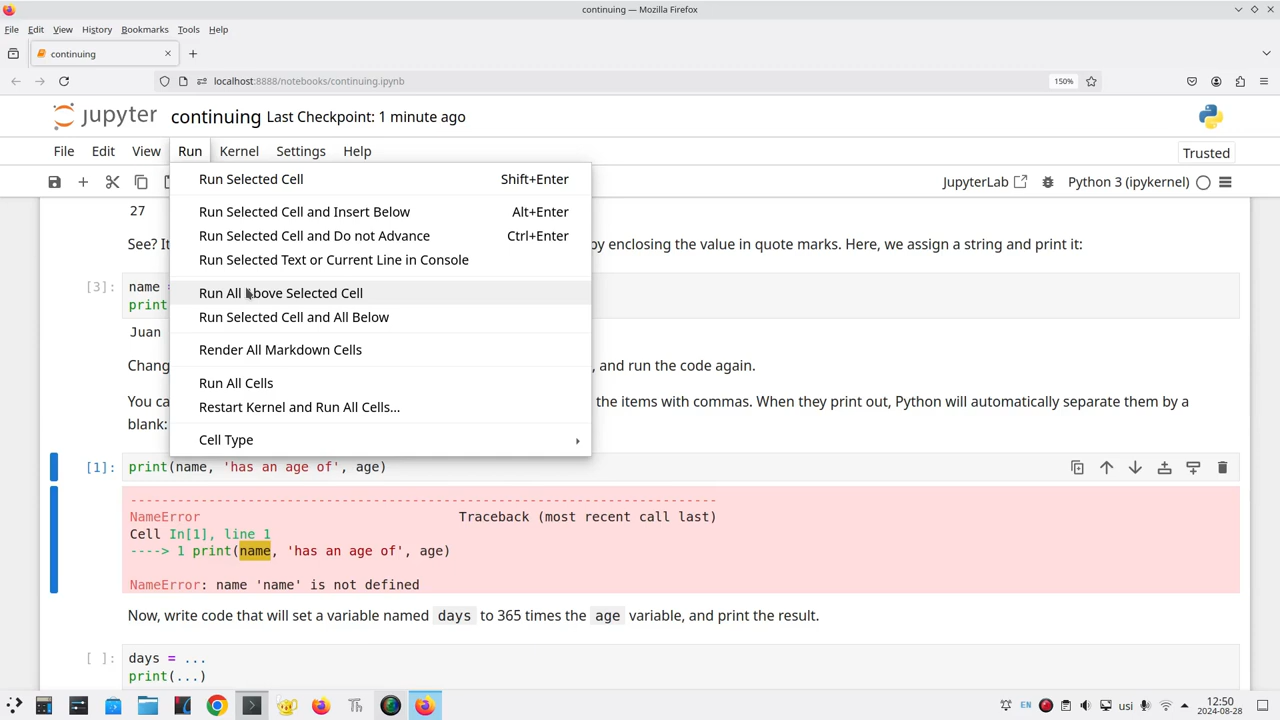 continuing — Mozilla Firefox
File Edit View History Bookmarks Tools Help
continuing
localhost:8888/notebooks/continuing.ipynb
150%
jupyter continuing Last Checkpoint: 1 minute ago
File Edit View Run Kernel Settings Help
Trusted
JupyterLab
Python 3 (ipykernel)
Run Selected Cell Shift+Enter
Run Selected Cell and Insert Below Alt+Enter
Run Selected Cell and Do not Advance Ctrl+Enter
Run Selected Text or Current Line in Console
Run All Above Selected Cell
Run Selected Cell and All Below
Render All Markdown Cells
Run All Cells
Restart Kernel and Run All Cells...
Cell Type
27
See? It by enclosing the value in quote marks. Here, we assign a string and print it:
[3]: name =
print
Juan
Chang , and run the code again.
You ca the items with commas. When they print out, Python will automatically separate them by a
blank:
[1]: print(name, 'has an age of', age)
---------------------------------------------------------------------------
NameError Traceback (most recent call last)
Cell In[1], line 1
----> 1 print(name, 'has an age of', age)
NameError: name 'name' is not defined
Now, write code that will set a variable named days to 365 times the age variable, and print the result.
[ ]: days = ...
print(...)
EN
usi
12:50
2024-08-28